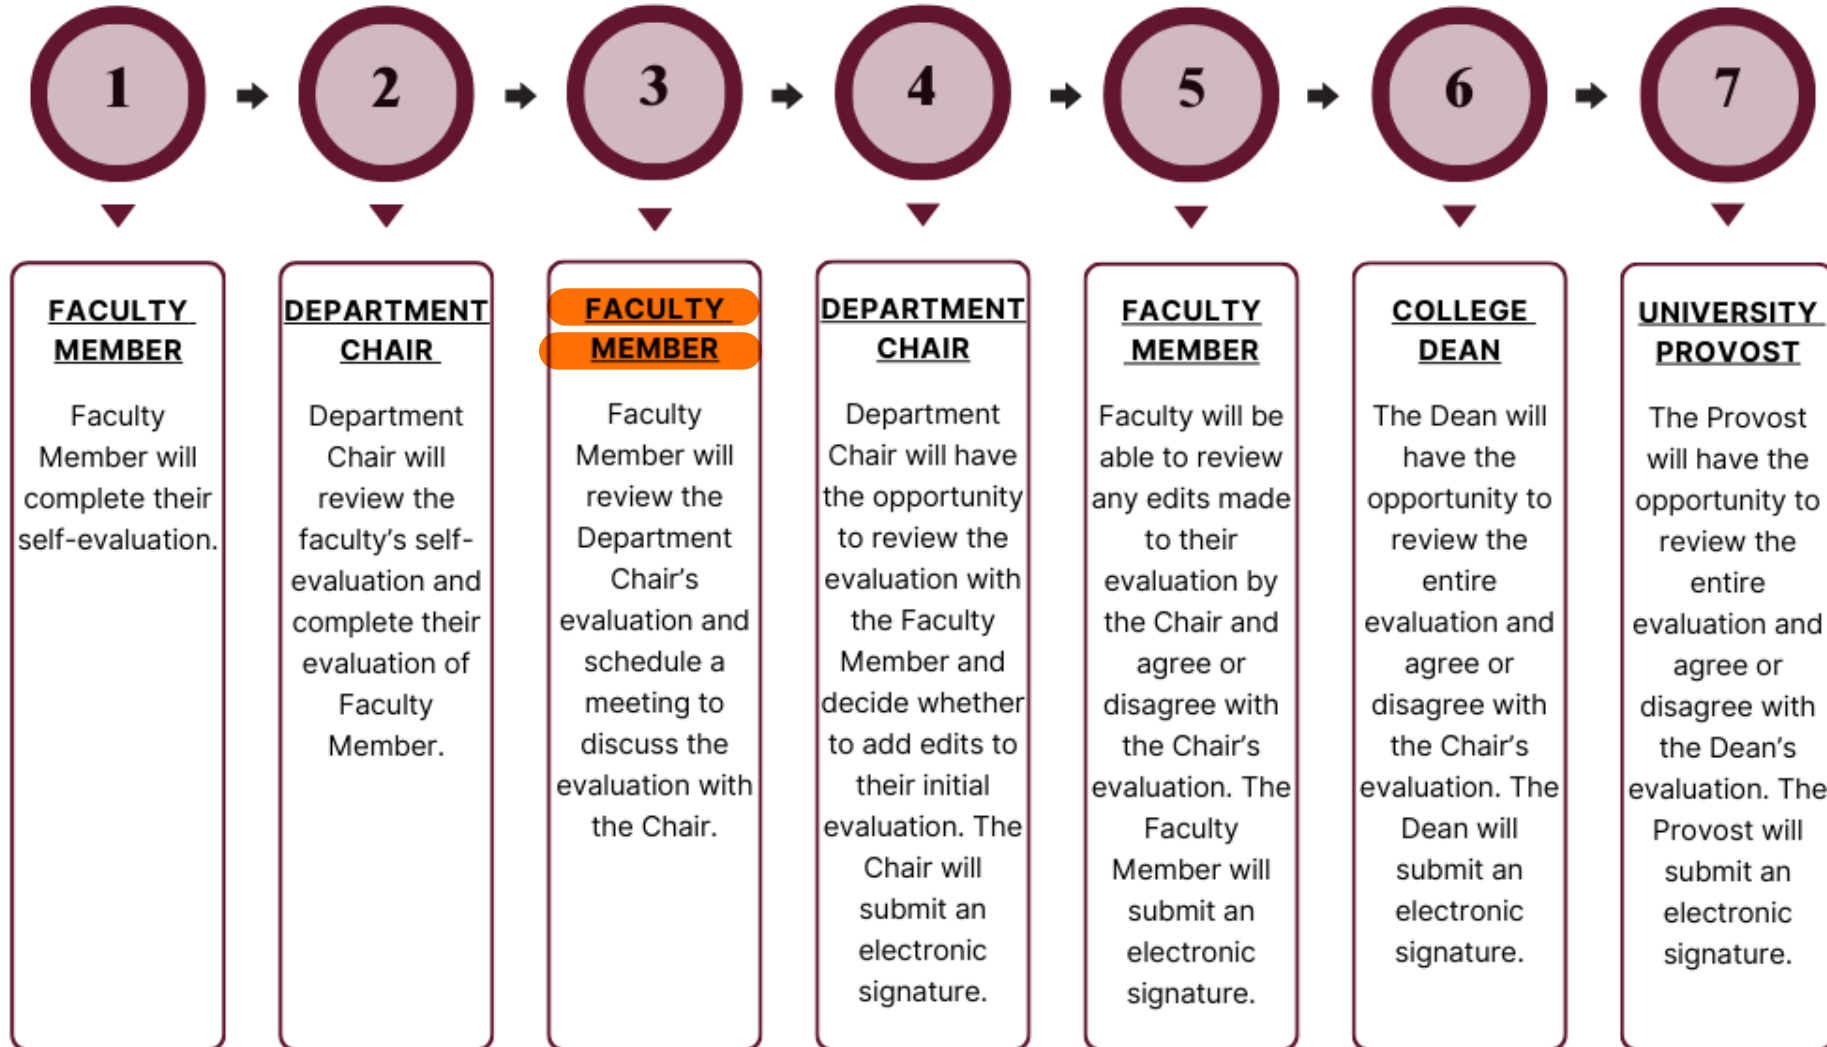 1
2
3
4
5
6
7
FACULTY
MEMBER
Faculty
Member will
complete their
self-evaluation.
DEPARTMENT
CHAIR
Department
Chair will
review the
faculty's self-
evaluation and
complete their
evaluation of
Faculty
Member.
FACULTY
MEMBER
Faculty
Member will
review the
Department
Chair's
evaluation and
schedule a
meeting to
discuss the
evaluation with
the Chair.
DEPARTMENT
CHAIR
Department
Chair will have
the opportunity
to review the
evaluation with
the Faculty
Member and
decide whether
to add edits to
their initial
evaluation. The
Chair will
submit an
electronic
signature.
FACULTY
MEMBER
Faculty will be
able to review
any edits made
to their
evaluation by
the Chair and
agree or
disagree with
the Chair's
evaluation. The
Faculty
Member will
submit an
electronic
signature.
COLLEGE
DEAN
The Dean will
have the
opportunity to
review the
entire
evaluation and
agree or
disagree with
the Chair's
evaluation. The
Dean will
submit an
electronic
signature.
UNIVERSITY
PROVOST
The Provost
will have the
opportunity to
review the
entire
evaluation and
agree or
disagree with
the Dean's
evaluation. The
Provost will
submit an
electronic
signature.